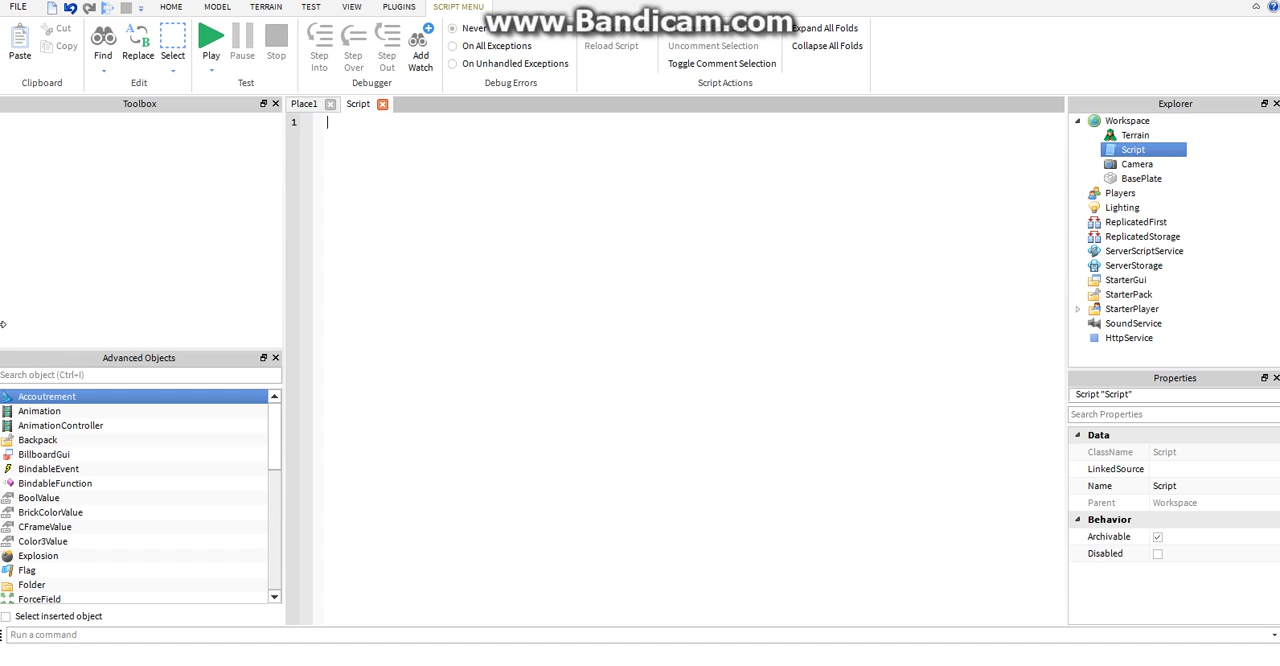 FILE HOME MODEL TERRAIN TEST VIEW PLUGINS SCRIPT MENU
www.Bandicam.com
Paste Cut Copy Find Replace Select Play Pause Stop Step Into Step Over Step Out Add Watch
Never
On All Exceptions
On Unhandled Exceptions
Reload Script
Uncomment Selection
Toggle Comment Selection
Expand All Folds
Collapse All Folds
Clipboard Edit Test Debugger Debug Errors Script Actions
Toolbox
Place1 Script
Explorer
1
Workspace
Terrain
Script
Camera
BasePlate
Players
Lighting
ReplicatedFirst
ReplicatedStorage
ServerScriptService
ServerStorage
StarterGui
StarterPack
StarterPlayer
SoundService
HttpService
Advanced Objects
Search object (Ctrl+I)
Accoutrement
Animation
AnimationController
Backpack
BillboardGui
BindableEvent
BindableFunction
BoolValue
BrickColorValue
CFrameValue
Color3Value
Explosion
Flag
Folder
ForceField
Select inserted object
Properties
Script "Script"
Search Properties
Data
ClassName Script
LinkedSource
Name Script
Parent Workspace
Behavior
Archivable
Disabled
Run a command